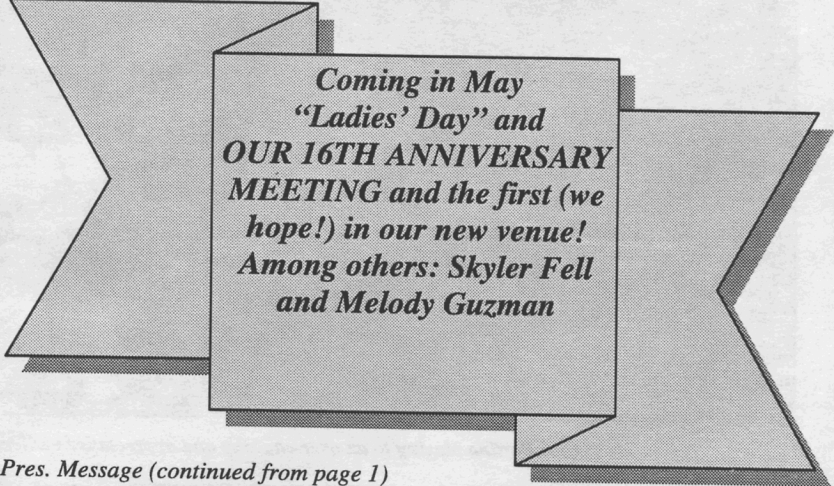 Coming in May
“Ladies’ Day” and
OUR 16TH ANNIVERSARY
MEETING and the first (we
hope!) in our new venue!
Among others: Skyler Fell
and Melody Guzman
Pres. Message (continued from page 1)